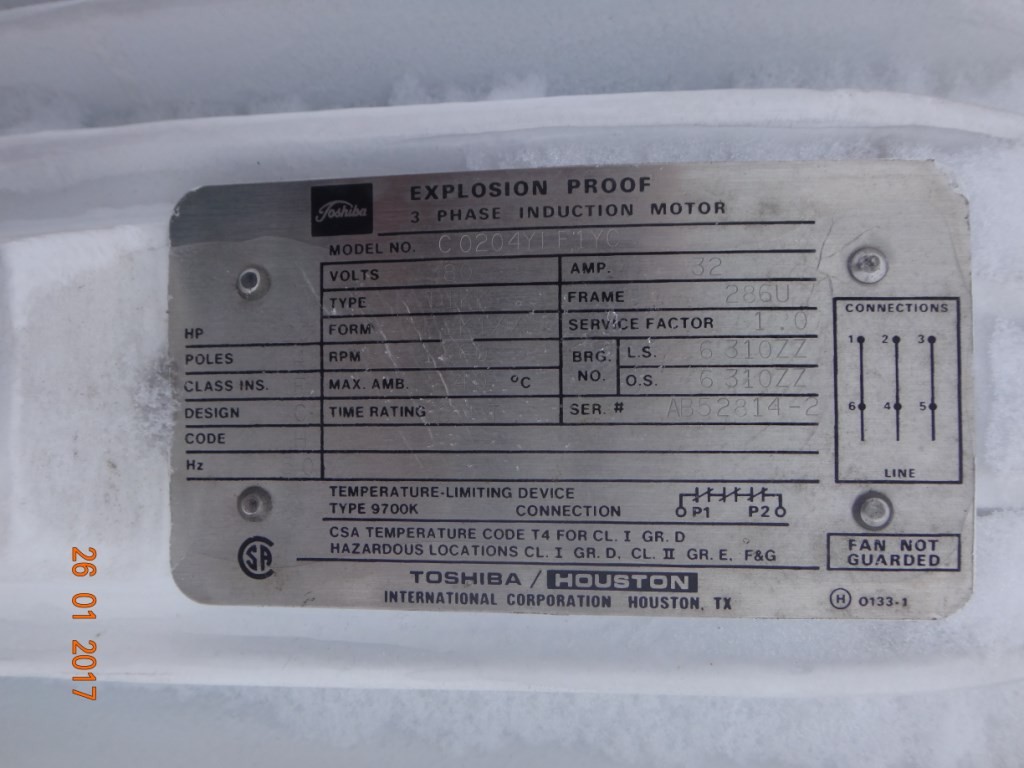 Toshiba
EXPLOSION PROOF
3 PHASE INDUCTION MOTOR
MODEL NO.
VOLTS
AMP. 32
TYPE
FRAME 286U
HP
FORM
SERVICE FACTOR 1.0
POLES
RPM
BRG. NO.
L.S. 6310ZZ
O.S. 6310ZZ
CLASS INS. F
MAX. AMB. °C
DESIGN
TIME RATING
SER. # AB52814-2
CODE
Hz
CONNECTIONS
1 2 3
6 4 5
LINE
TEMPERATURE-LIMITING DEVICE
TYPE 9700K CONNECTION P1 P2
CSA TEMPERATURE CODE T4 FOR CL. I GR. D
HAZARDOUS LOCATIONS CL. I GR. D, CL. II GR. E, F&G
FAN NOT
GUARDED
SA
TOSHIBA / HOUSTON
INTERNATIONAL CORPORATION HOUSTON, TX
H 0133-1
26 01 2017